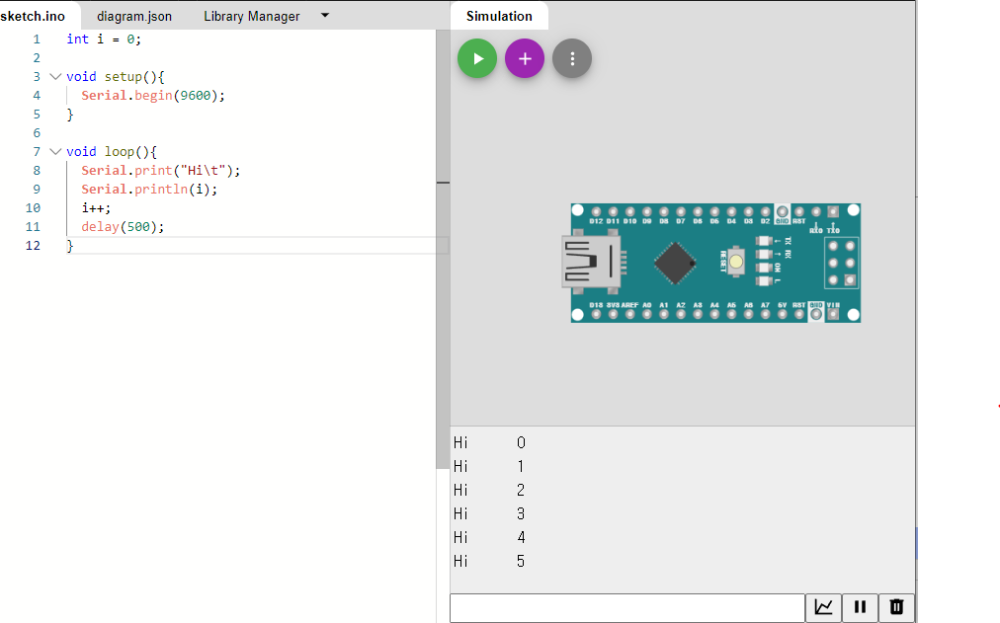 sketch.ino diagram.json Library Manager
Simulation
1 int i = 0;
2
3 void setup(){
4 Serial.begin(9600);
5 }
6
7 void loop(){
8 Serial.print("Hi\t");
9 Serial.println(i);
10 i++;
11 delay(500);
12 }
D12 D11 D10 D9 D8 D7 D6 D5 D4 D3 D2 GND RST
RX0 TX0
RESET
TX RX ON L
D13 3V3 AREF A0 A1 A2 A3 A4 A5 A6 A7 5V RST GND VIN
Hi 0
Hi 1
Hi 2
Hi 3
Hi 4
Hi 5